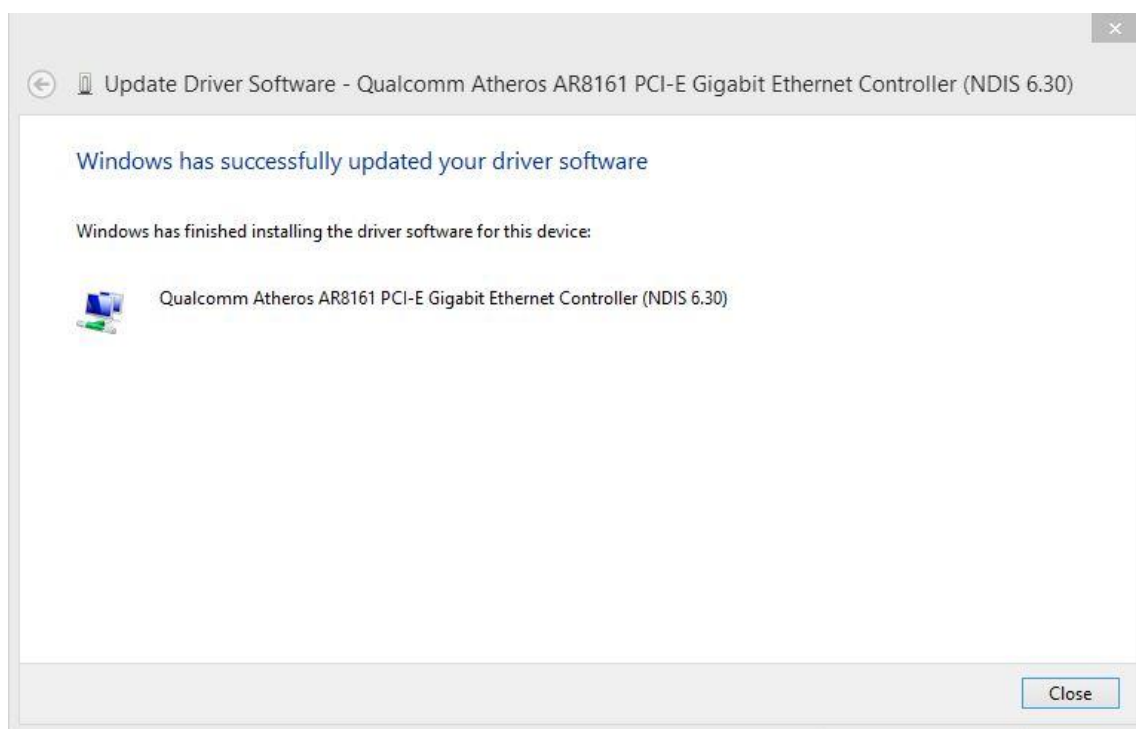 Update Driver Software - Qualcomm Atheros AR8161 PCI-E Gigabit Ethernet Controller (NDIS 6.30)
Windows has successfully updated your driver software
Windows has finished installing the driver software for this device:
Qualcomm Atheros AR8161 PCI-E Gigabit Ethernet Controller (NDIS 6.30)
Close